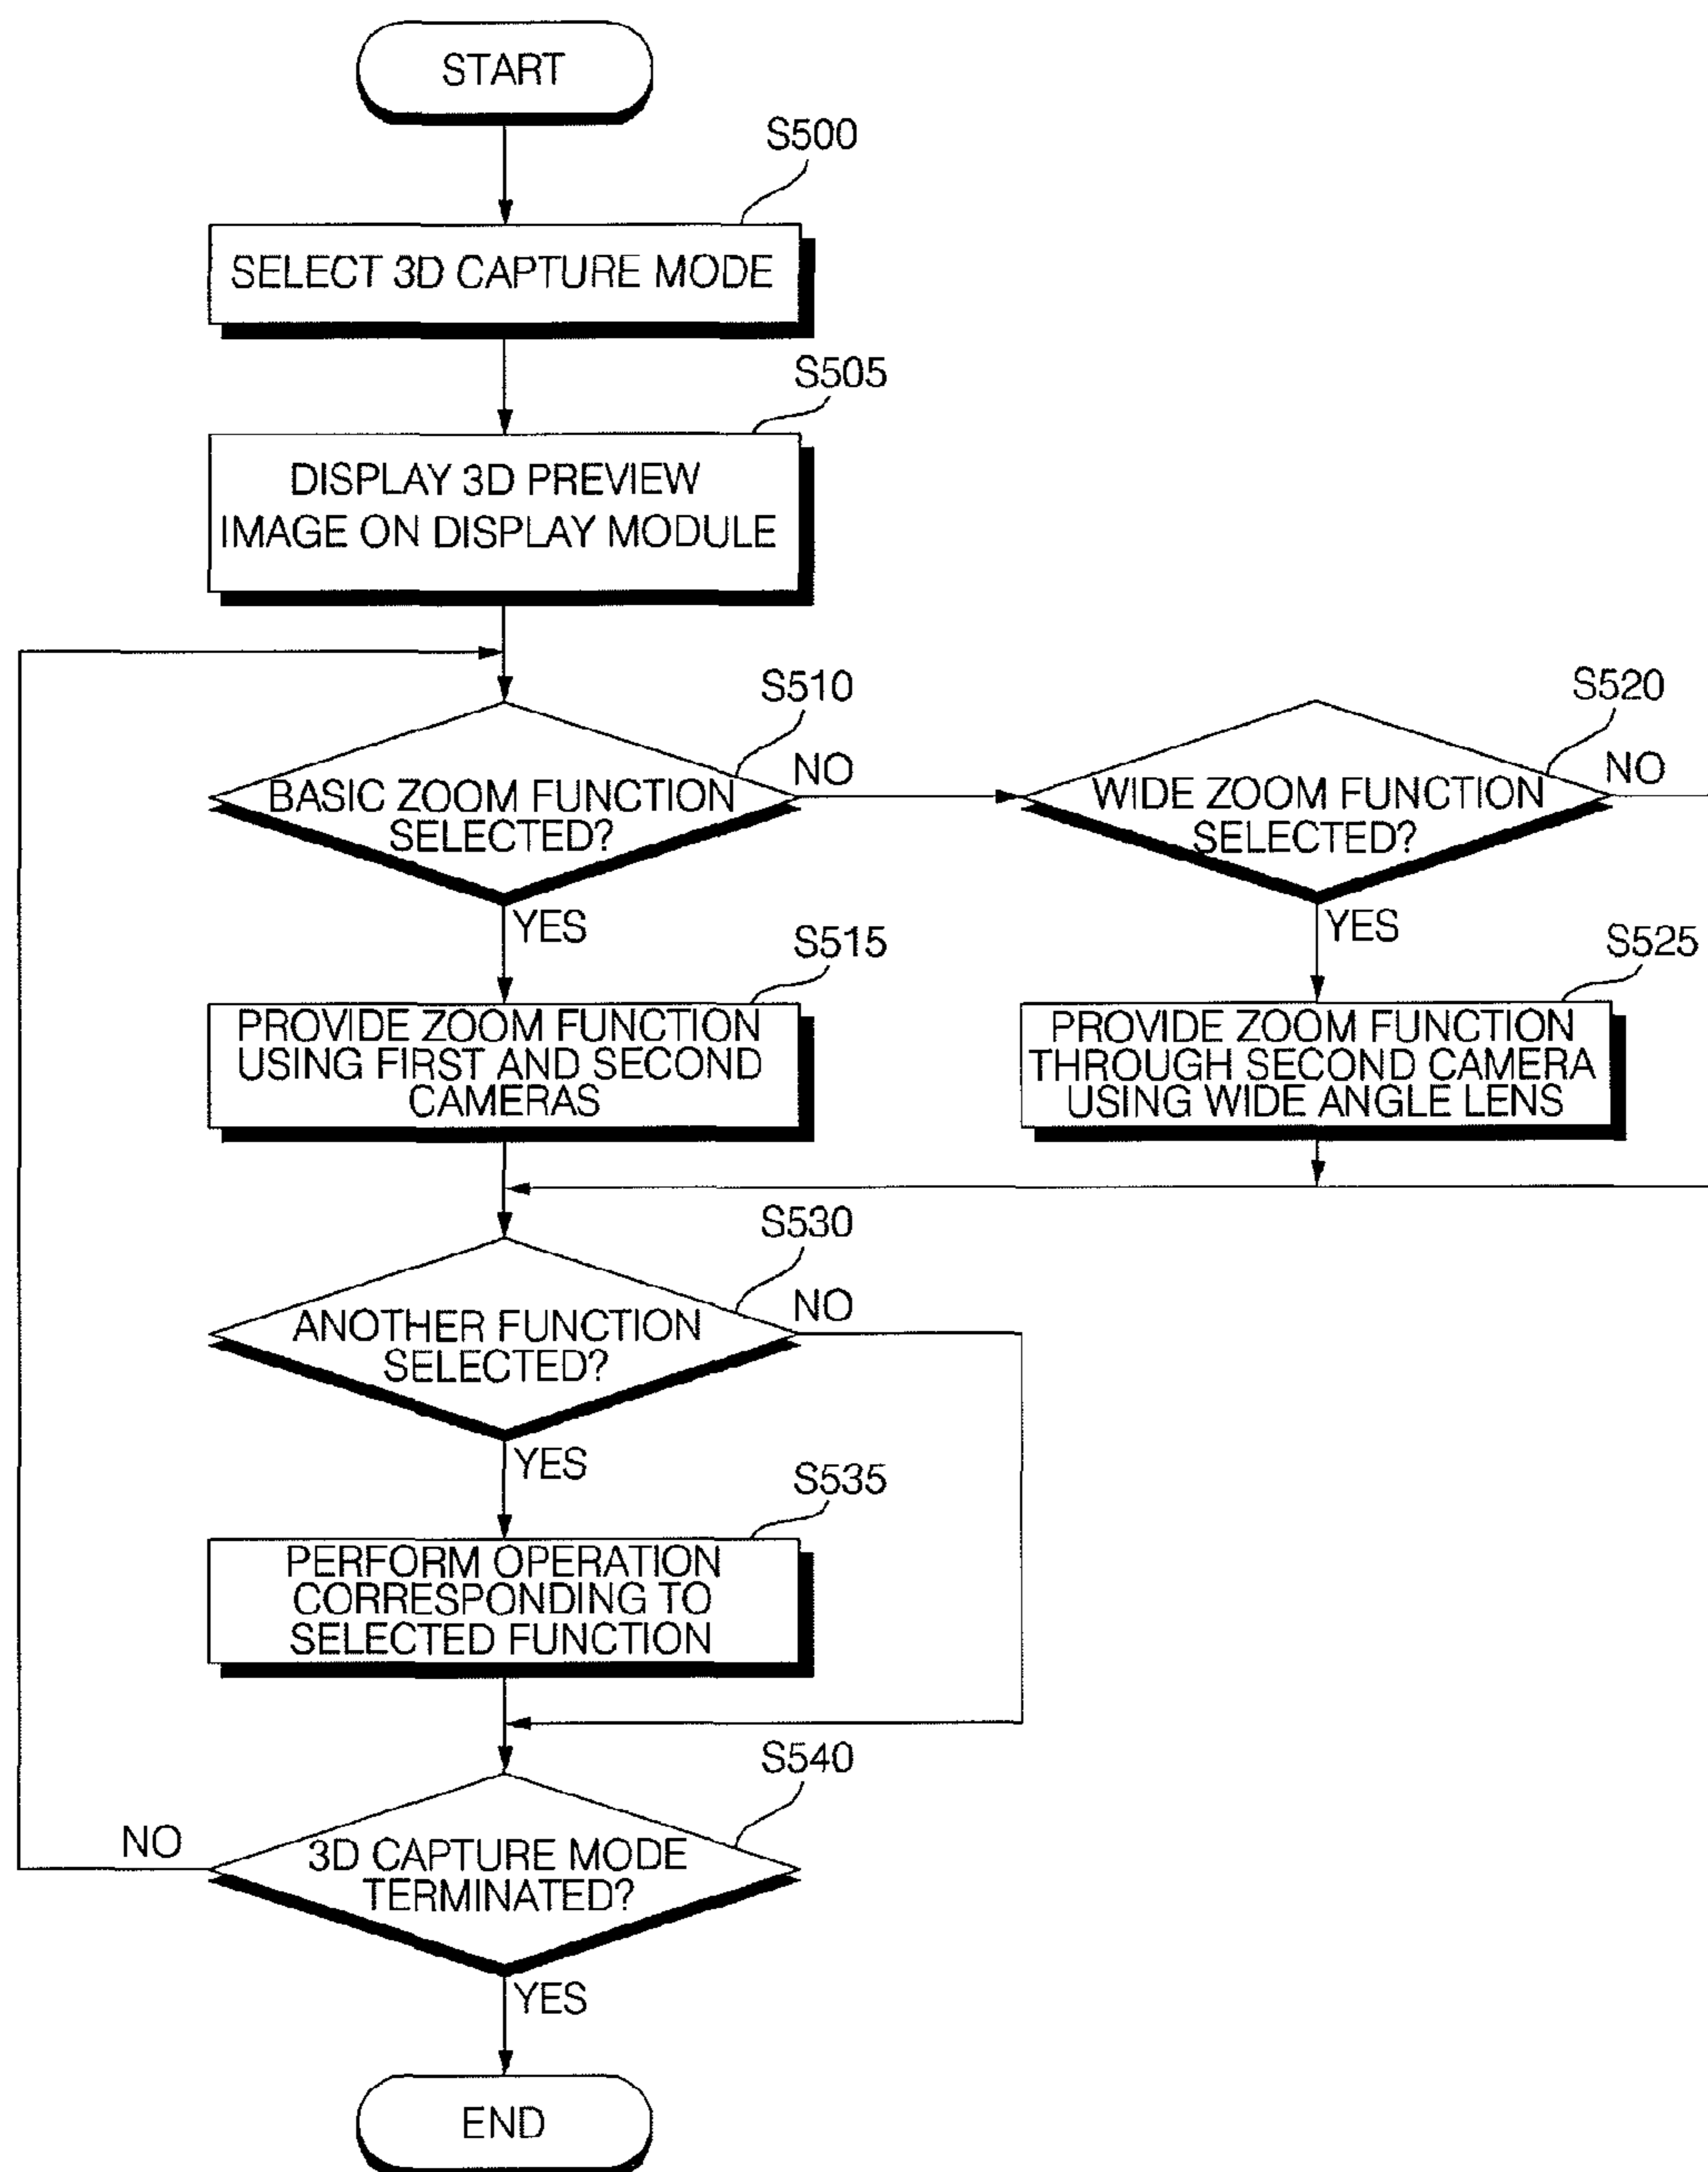 START
S500
SELECT 3D CAPTURE MODE
S505
DISPLAY 3D PREVIEW
IMAGE ON DISPLAY MODULE
S510
BASIC ZOOM FUNCTION
SELECTED?
NO
YES
S520
WIDE ZOOM FUNCTION
SELECTED?
NO
YES
S515
PROVIDE ZOOM FUNCTION
USING FIRST AND SECOND
CAMERAS
S525
PROVIDE ZOOM FUNCTION
THROUGH SECOND CAMERA
USING WIDE ANGLE LENS
S530
ANOTHER FUNCTION
SELECTED?
NO
YES
S535
PERFORM OPERATION
CORRESPONDING TO
SELECTED FUNCTION
S540
3D CAPTURE MODE
TERMINATED?
NO
YES
END